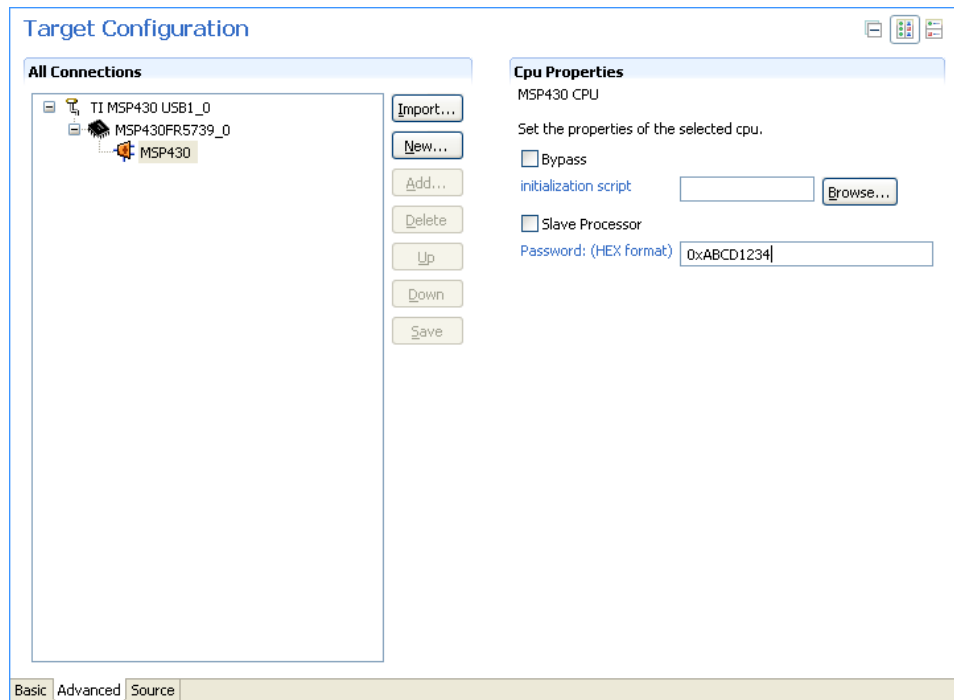 Target Configuration
All Connections
TI MSP430 USB1_0
MSP430FR5739_0
MSP430
Import...
New...
Add...
Delete
Up
Down
Save
Cpu Properties
MSP430 CPU
Set the properties of the selected cpu.
Bypass
initialization script
Browse...
Slave Processor
Password: (HEX format) 0xABCD1234
Basic Advanced Source